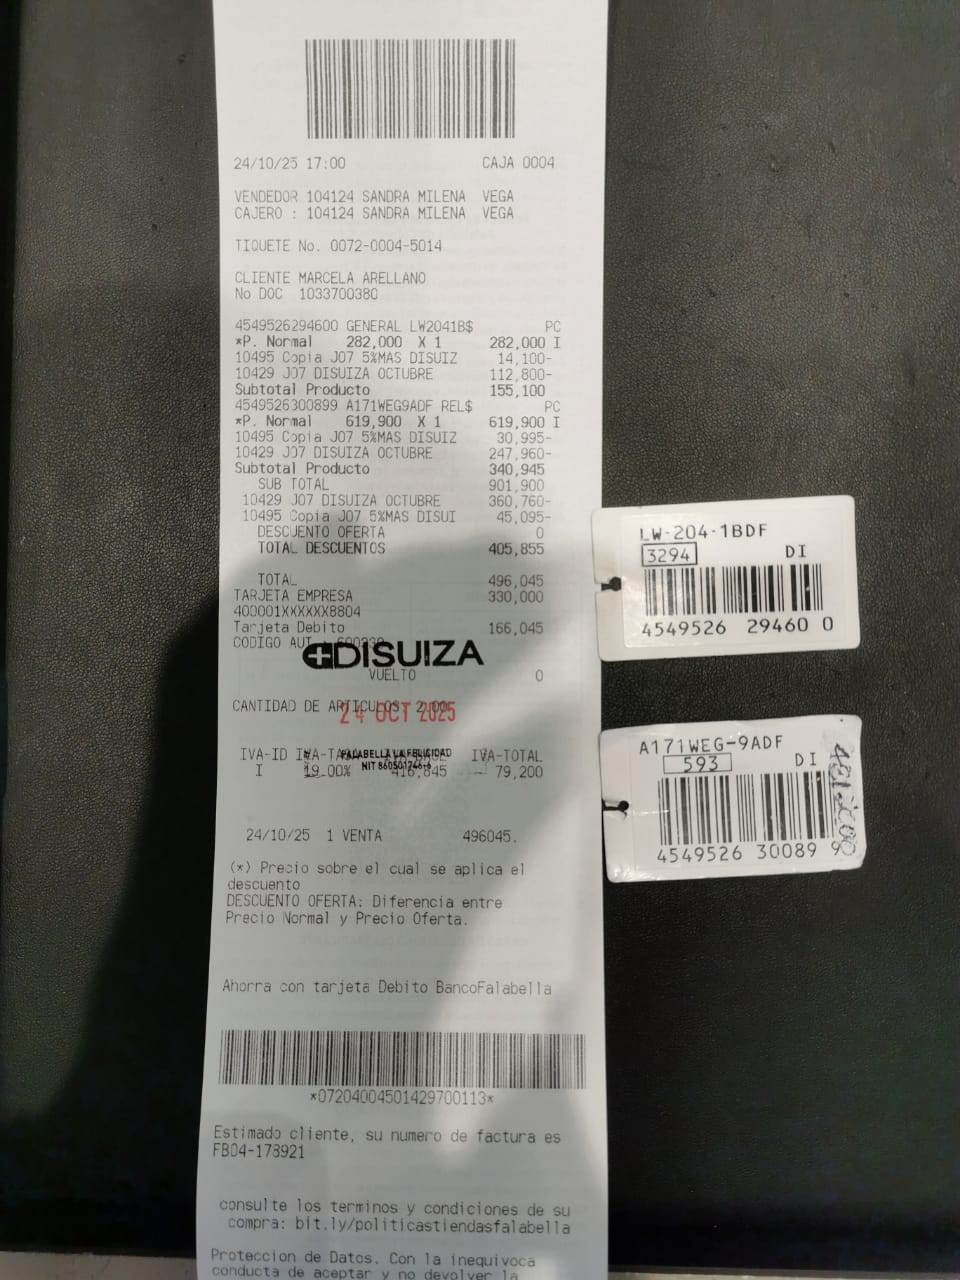 24/10/25 17:00 CAJA 0004
VENDEDOR 104124 SANDRA MILENA VEGA
CAJERO : 104124 SANDRA MILENA VEGA
TIQUETE No. 0072-0004-5014
CLIENTE MARCELA ARELLANO
No DOC 1033700380
4549526294600 GENERAL LW2041B$ PC
*P. Normal 282,000 X 1 282,000 I
10495 Copia J07 5%MAS DISUIZ 14,100-
10429 J07 DISUIZA OCTUBRE 112,800-
Subtotal Producto 155,100
4549526300899 A171WEG9ADF REL$ PC
*P. Normal 619,900 X 1 619,900 I
10495 Copia J07 5%MAS DISUIZ 30,995-
10429 J07 DISUIZA OCTUBRE 247,960-
Subtotal Producto 340,945
SUB TOTAL 901,900
10429 J07 DISUIZA OCTUBRE 360,760-
10495 Copia J07 5%MAS DISUI 45,095-
DESCUENTO OFERTA 0
TOTAL DESCUENTOS 405,855
TOTAL 496,045
TARJETA EMPRESA 330,000
400001XXXXXX8804
Tarjeta Debito 166,045
CODIGO AUT
DISUIZA
VUELTO 0
CANTIDAD DE ARTICULOS
24 OCT 2025
IVA-ID IVA-TOTAL
FALABELLA LA FELICIDAD
NIT
I 19.00% 416,845 79,200
24/10/25 1 VENTA 496045.
(*) Precio sobre el cual se aplica el
descuento
DESCUENTO OFERTA: Diferencia entre
Precio Normal y Precio Oferta.
Ahorra con tarjeta Debito BancoFalabella
*07204004501429700113*
Estimado cliente, su numero de factura es
FB04-178921
consulte los terminos y condiciones de su
compra: bit.ly/politicastiendasfalabella
Proteccion de Datos. Con la inequivoca
conducta de aceptar y no devolver la
LW-204-1BDF
3294 DI
4549526 29460 0
A171WEG-9ADF
593 DI
4549526 30089 9